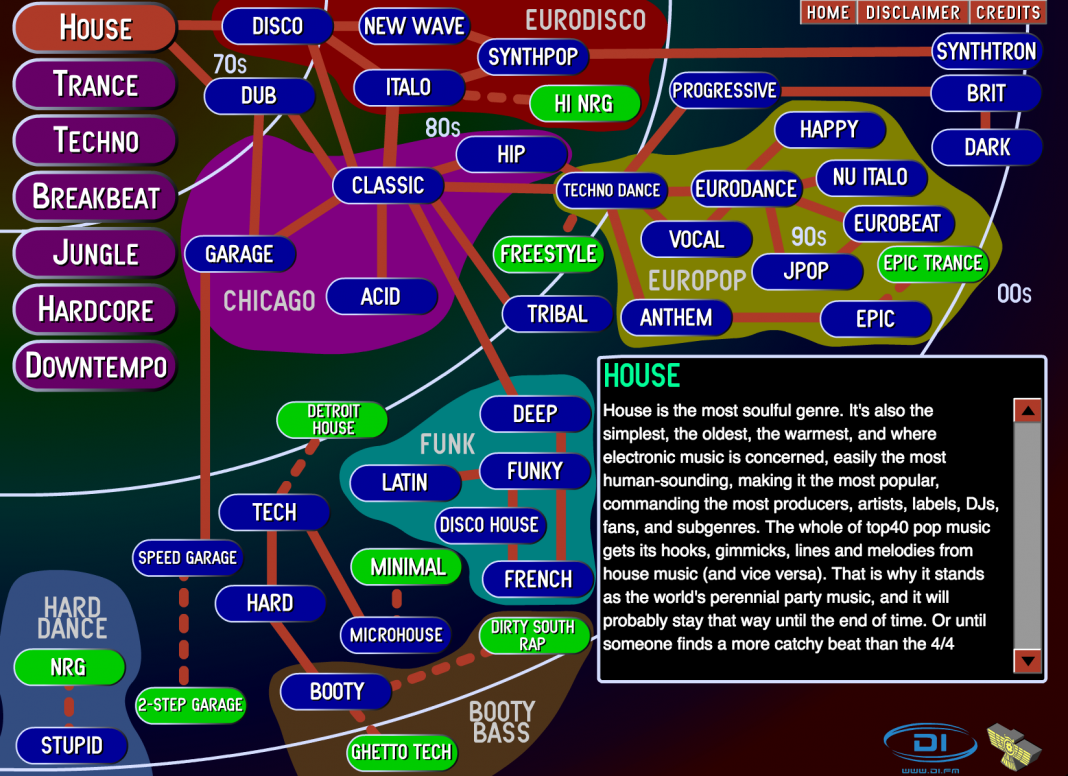 HOUSE
TRANCE
TECHNO
BREAKBEAT
JUNGLE
HARDCORE
DOWNTEMPO
HOME
DISCLAIMER
CREDITS
EURODISCO
DISCO
NEW WAVE
SYNTHPOP
SYNTHTRON
70s
DUB
ITALO
HI NRG
PROGRESSIVE
BRIT
80s
HAPPY
DARK
HIP
CLASSIC
TECHNO DANCE
EURODANCE
NU ITALO
VOCAL
90s
EUROBEAT
GARAGE
FREESTYLE
EUROPOP
JPOP
EPIC TRANCE
CHICAGO
ACID
00s
TRIBAL
ANTHEM
EPIC
DETROIT
HOUSE
DEEP
FUNK
FUNKY
LATIN
TECH
DISCO HOUSE
SPEED GARAGE
MINIMAL
FRENCH
HARD
MICROHOUSE
DIRTY SOUTH
RAP
HARD
DANCE
NRG
2-STEP GARAGE
BOOTY
BOOTY
BASS
STUPID
GHETTO TECH
HOUSE
House is the most soulful genre. It's also the
simplest, the oldest, the warmest, and where
electronic music is concerned, easily the most
human-sounding, making it the most popular,
commanding the most producers, artists, labels, DJs,
fans, and subgenres. The whole of top40 pop music
gets its hooks, gimmicks, lines and melodies from
house music (and vice versa). That is why it stands
as the world's perennial party music, and it will
probably stay that way until the end of time. Or until
someone finds a more catchy beat than the 4/4
DI
WWW.DI.FM